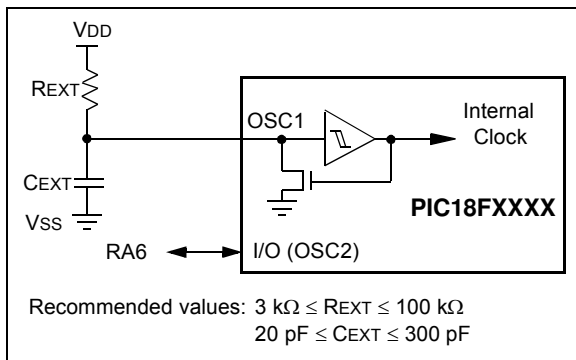 VDD
REXT
OSC1
Internal
Clock
CEXT
PIC18FXXXX
VSS
RA6
I/O (OSC2)
Recommended values: 3 kΩ ≤ REXT ≤ 100 kΩ
20 pF ≤ CEXT ≤ 300 pF